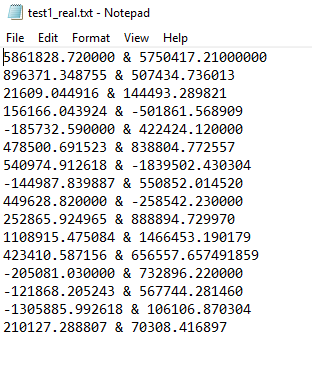 test1_real.txt - Notepad
File Edit Format View Help
5861828.720000 & 5750417.21000000
896371.348755 & 507434.736013
21609.044916 & 144493.289821
156166.043924 & -501861.568909
-185732.590000 & 422424.120000
478500.691523 & 838804.772557
540974.912618 & -1839502.430304
-144987.839887 & 550852.014520
449628.820000 & -258542.230000
252865.924965 & 888894.729970
1108915.475084 & 1466453.190179
423410.587156 & 656557.657491859
-205081.030000 & 732896.220000
-121868.205243 & 567744.281460
-1305885.992618 & 106106.870304
210127.288807 & 70308.416897